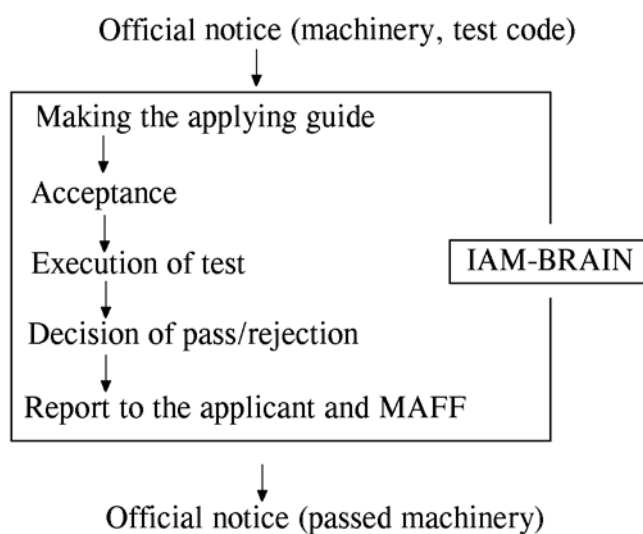 Official notice (machinery, test code)
Making the applying guide
Acceptance
Execution of test
IAM-BRAIN
Decision of pass/rejection
Report to the applicant and MAFF
Official notice (passed machinery)